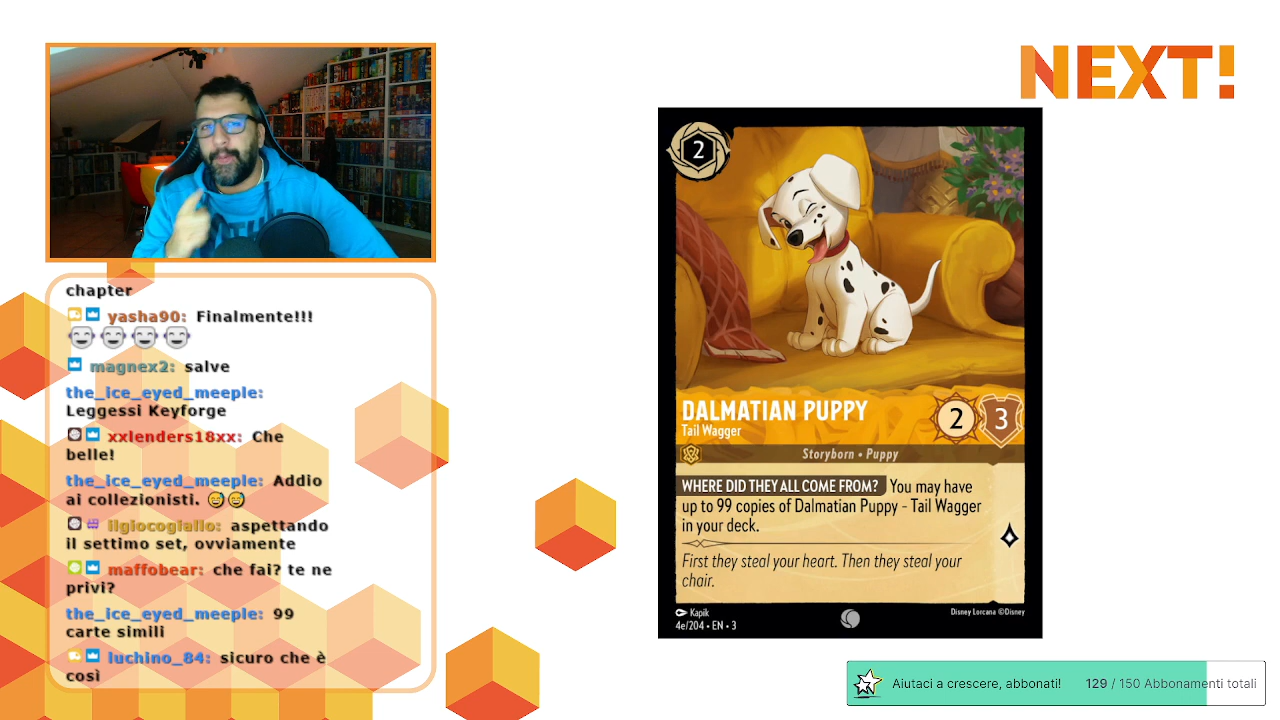 NEXT!
chapter
yasha90: Finalmente!!!
magnex2: salve
the_ice_eyed_meeple:
Leggessi Keyforge
xxlenders18xx: Che
belle!
the_ice_eyed_meeple: Addio
ai collezionisti.
ilgiocogiallo: aspettando
il settimo set, ovviamente
maffobear: che fai? te ne
privi?
the_ice_eyed_meeple: 99
carte simili
luchino_84: sicuro che è
così
2
DALMATIAN PUPPY
Tail Wagger
2 3
Storyborn • Puppy
WHERE DID THEY ALL COME FROM? You may have
up to 99 copies of Dalmatian Puppy - Tail Wagger
in your deck.
First they steal your heart. Then they steal your
chair.
Kapik
Disney Lorcana ©Disney
4e/204 • EN • 3
Aiutaci a crescere, abbonati! 129 / 150 Abbonamenti totali